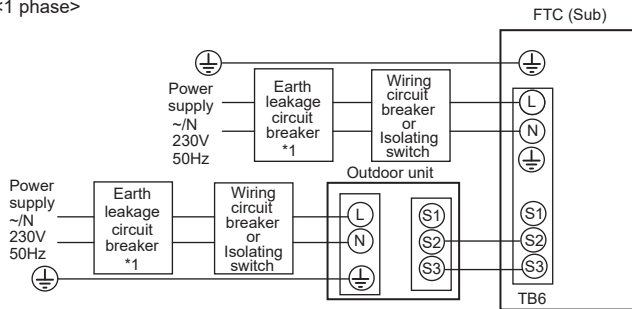 <1 phase>
FTC (Sub)
Power
supply
~/N
230V
50Hz
Earth
leakage
circuit
breaker
*1
Wiring
circuit
breaker
or
Isolating
switch
L
N
Outdoor unit
Power
supply
~/N
230V
50Hz
Earth
leakage
circuit
breaker
*1
Wiring
circuit
breaker
or
Isolating
switch
L
N
S1
S2
S3
S1
S2
S3
TB6